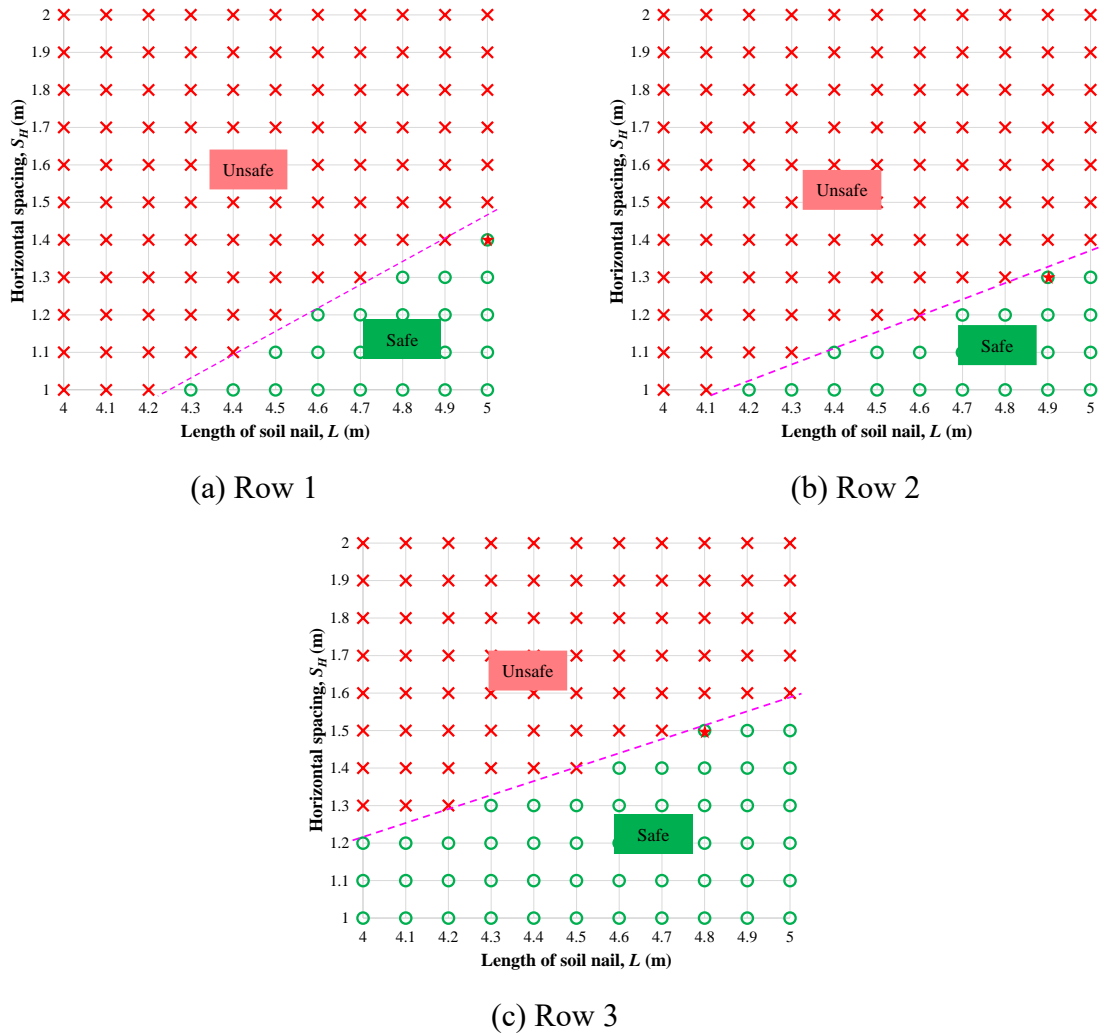 2
1.9
1.8
1.7
1.6
1.5
1.4
1.3
1.2
1.1
1
Horizontal spacing, S_H (m)
Unsafe
Safe
4 4.1 4.2 4.3 4.4 4.5 4.6 4.7 4.8 4.9 5
Length of soil nail, L (m)
(a) Row 1
2
1.9
1.8
1.7
1.6
1.5
1.4
1.3
1.2
1.1
1
Horizontal spacing, S_H (m)
Unsafe
Safe
4 4.1 4.2 4.3 4.4 4.5 4.6 4.7 4.8 4.9 5
Length of soil nail, L (m)
(b) Row 2
2
1.9
1.8
1.7
1.6
1.5
1.4
1.3
1.2
1.1
1
Horizontal spacing, S_H (m)
Unsafe
Safe
4 4.1 4.2 4.3 4.4 4.5 4.6 4.7 4.8 4.9 5
Length of soil nail, L (m)
(c) Row 3